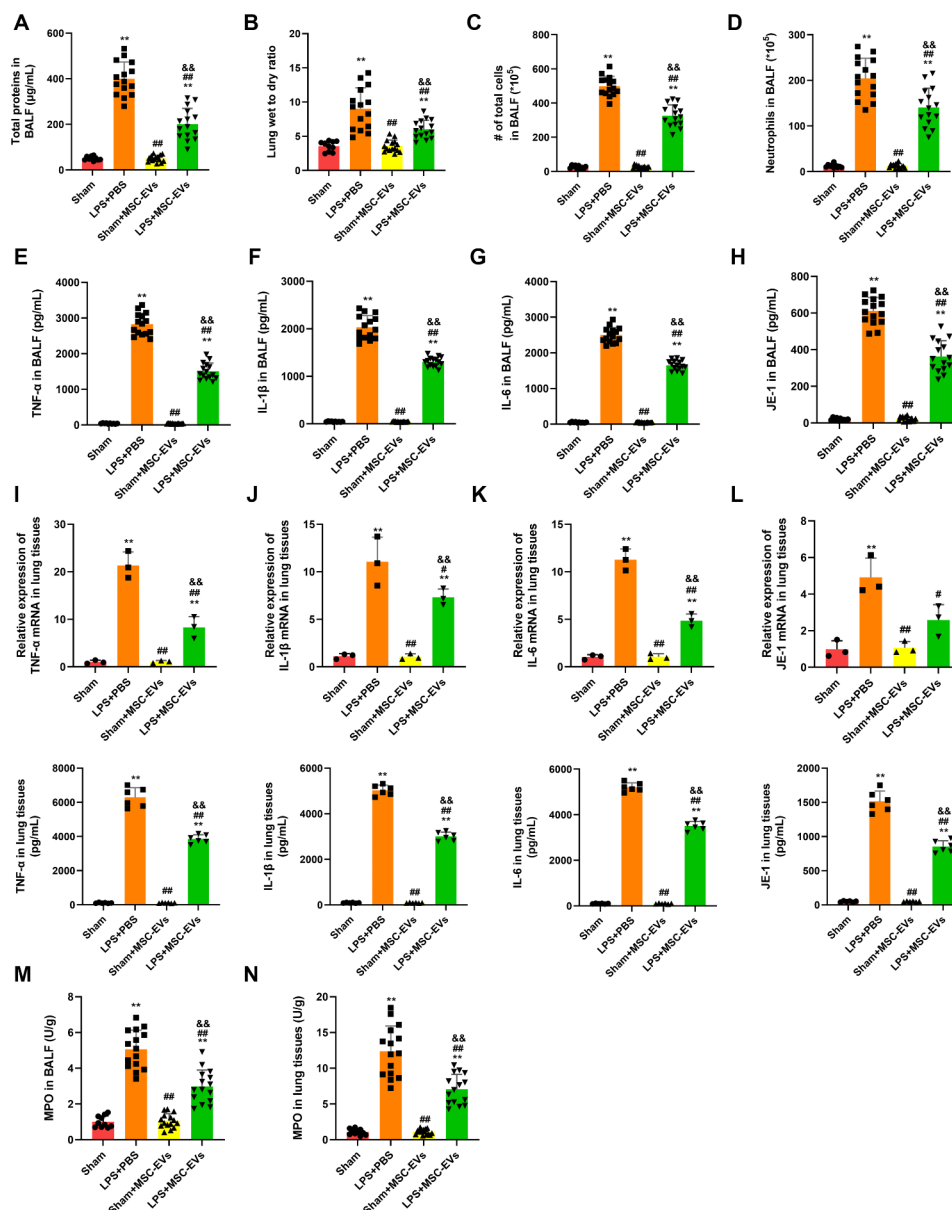 A
Total proteins in
BALF (μg/mL)
600
400
200
0
**
##
&&
##
**
Sham
LPS+PBS
Sham+MSC-EVs
LPS+MSC-EVs
B
Lung wet to dry ratio
20
15
10
5
0
**
##
&&
##
**
Sham
LPS+PBS
Sham+MSC-EVs
LPS+MSC-EVs
C
# of total cells
in BALF (*10⁵)
800
600
400
200
0
**
##
&&
##
**
Sham
LPS+PBS
Sham+MSC-EVs
LPS+MSC-EVs
D
Neutrophils in BALF (*10⁵)
300
200
100
0
**
##
&&
##
**
Sham
LPS+PBS
Sham+MSC-EVs
LPS+MSC-EVs
E
TNF-α in BALF (pg/mL)
4000
3000
2000
1000
0
**
##
&&
##
**
Sham
LPS+PBS
Sham+MSC-EVs
LPS+MSC-EVs
F
IL-1β in BALF (pg/mL)
3000
2000
1000
0
**
##
&&
##
**
Sham
LPS+PBS
Sham+MSC-EVs
LPS+MSC-EVs
G
IL-6 in BALF (pg/mL)
4000
3000
2000
1000
0
**
##
&&
##
**
Sham
LPS+PBS
Sham+MSC-EVs
LPS+MSC-EVs
H
JE-1 in BALF (pg/mL)
800
600
400
200
0
**
##
&&
##
**
Sham
LPS+PBS
Sham+MSC-EVs
LPS+MSC-EVs
I
Relative expression of
TNF-α mRNA in lung tissues
30
20
10
0
**
##
&&
##
**
Sham
LPS+PBS
Sham+MSC-EVs
LPS+MSC-EVs
J
Relative expression of
IL-1β mRNA in lung tissues
15
10
5
0
**
##
&&
#
**
Sham
LPS+PBS
Sham+MSC-EVs
LPS+MSC-EVs
K
Relative expression of
IL-6 mRNA in lung tissues
15
10
5
0
**
##
&&
##
**
Sham
LPS+PBS
Sham+MSC-EVs
LPS+MSC-EVs
L
Relative expression of
JE-1 mRNA in lung tissues
8
6
4
2
0
**
##
#
Sham
LPS+PBS
Sham+MSC-EVs
LPS+MSC-EVs
TNF-α in lung tissues
(pg/mL)
8000
6000
4000
2000
0
**
##
&&
##
**
Sham
LPS+PBS
Sham+MSC-EVs
LPS+MSC-EVs
IL-1β in lung tissues
(pg/mL)
6000
4000
2000
0
**
##
&&
##
**
Sham
LPS+PBS
Sham+MSC-EVs
LPS+MSC-EVs
IL-6 in lung tissues
(pg/mL)
6000
4000
2000
0
**
##
&&
##
**
Sham
LPS+PBS
Sham+MSC-EVs
LPS+MSC-EVs
JE-1 in lung tissues
(pg/mL)
2000
1500
1000
500
0
**
##
&&
##
**
Sham
LPS+PBS
Sham+MSC-EVs
LPS+MSC-EVs
M
MPO in BALF (U/g)
8
6
4
2
0
**
##
&&
##
**
Sham
LPS+PBS
Sham+MSC-EVs
LPS+MSC-EVs
N
MPO in lung tissues (U/g)
20
15
10
5
0
**
##
&&
##
**
Sham
LPS+PBS
Sham+MSC-EVs
LPS+MSC-EVs